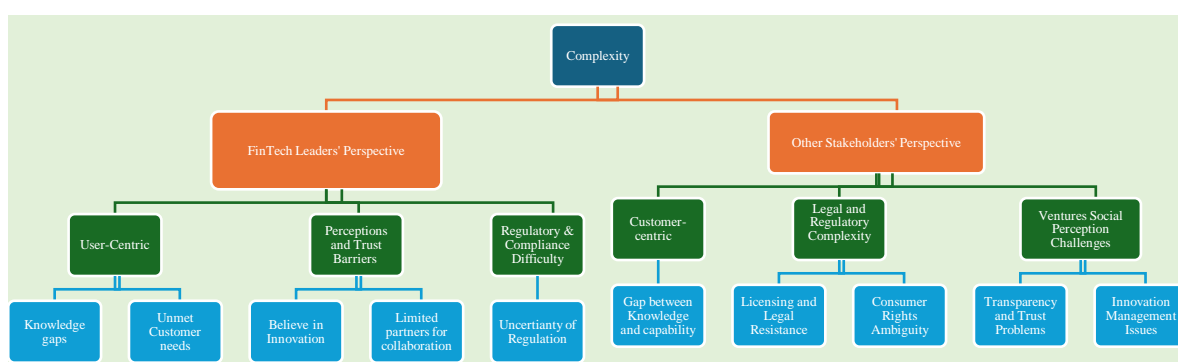 Complexity
FinTech Leaders' Perspective
Other Stakeholders' Perspective
User-Centric
Perceptions and Trust
Barriers
Regulatory &
Compliance
Difficulty
Customer-
centric
Legal and
Regulatory
Complexity
Ventures Social
Perception
Challenges
Knowledge
gaps
Unmet
Customer
needs
Believe in
Innovation
Limited
partners for
collaboration
Uncertianty of
Regulation
Gap between
Knowledge
and capability
Licensing and
Legal
Resistance
Consumer
Rights
Ambiguity
Transparency
and Trust
Problems
Innovation
Management
Issues